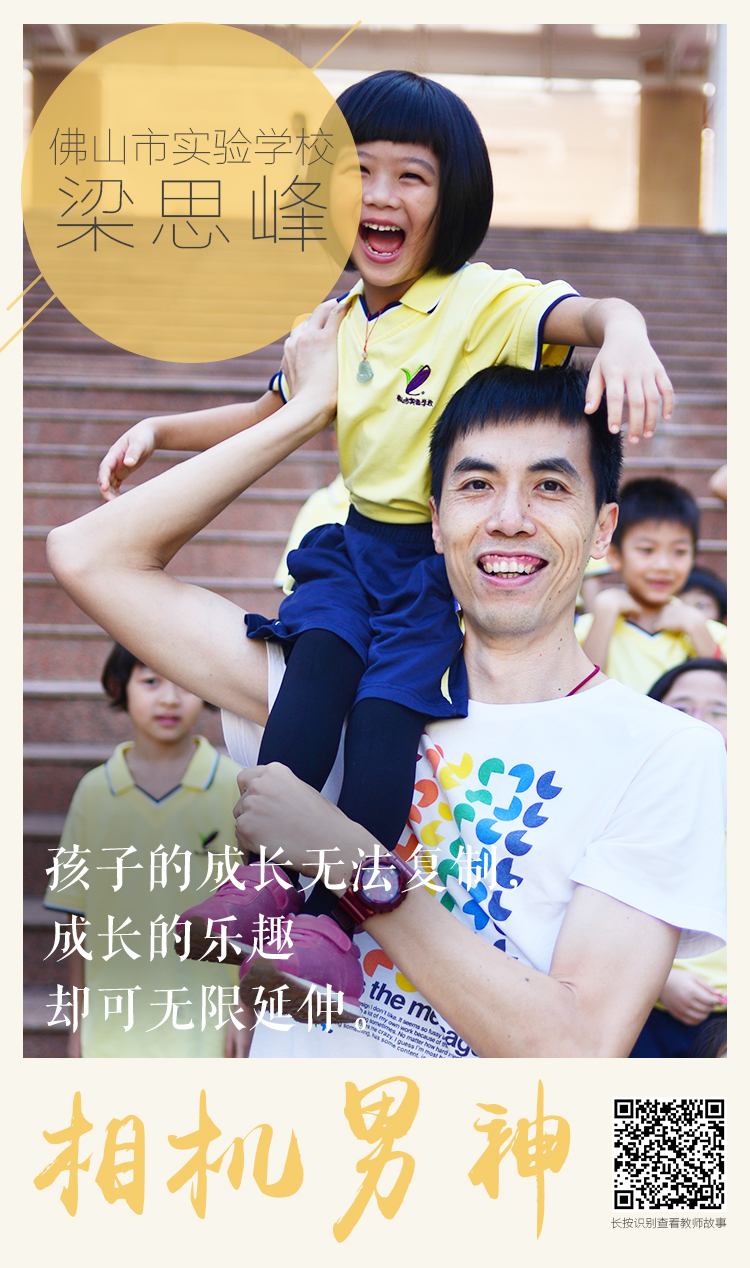 佛山市实验学校
梁思峰
孩子的成长无法复制
成长的乐趣
却可无限延伸。
the me
相机男神
长按识别查看教师故事